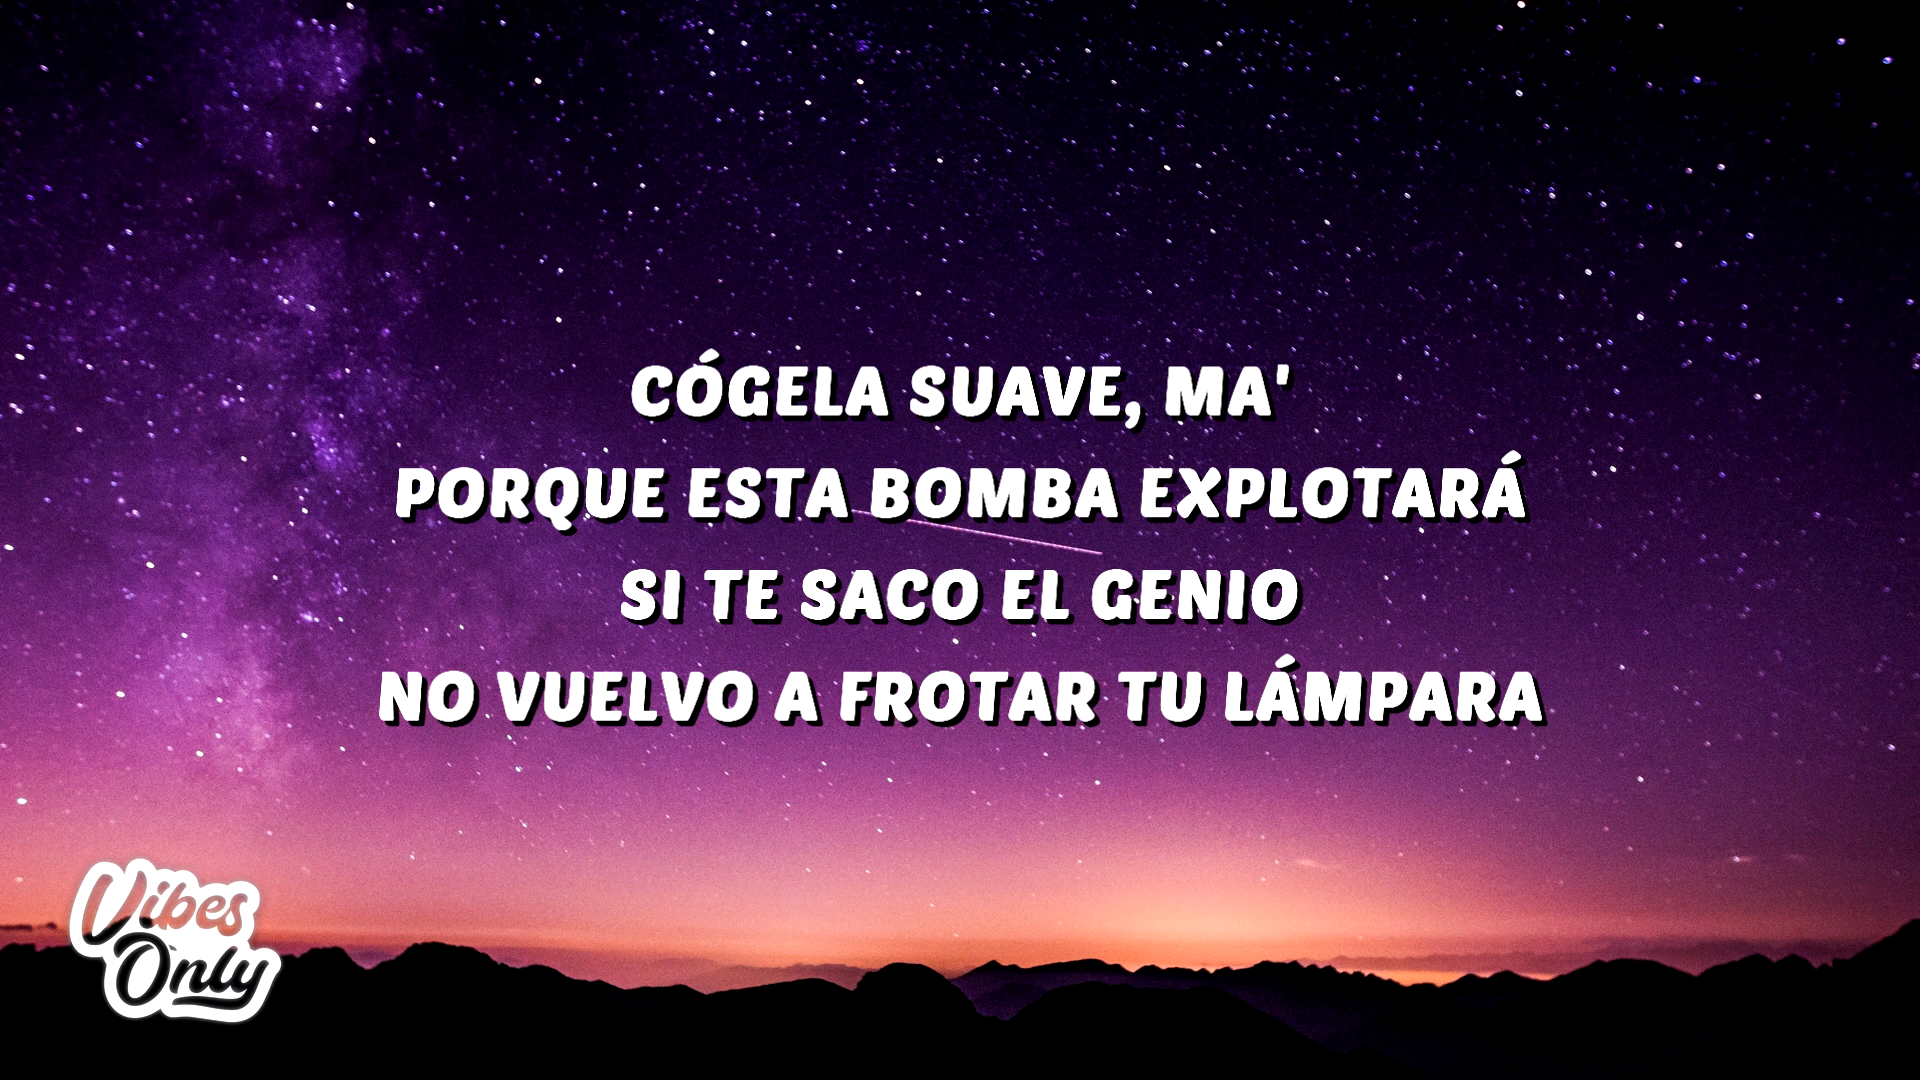 CÓGELA SUAVE, MA'
PORQUE ESTA BOMBA EXPLOTARÁ
SI TE SACO EL GENIO
NO VUELVO A FROTAR TU LÁMPARA
Vibes
Only